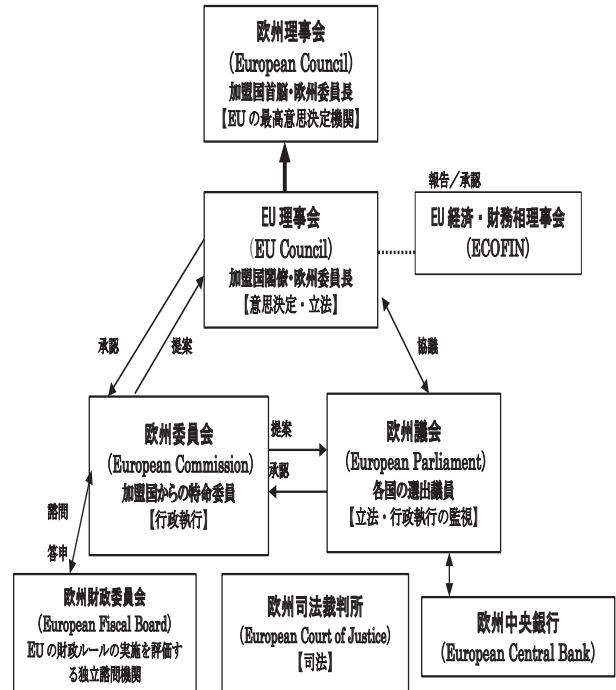 欧州理事会
(European Council)
加盟国首脳・欧州委員長
【EUの最高意思決定機関】
EU理事会
(EU Council)
加盟国閣僚・欧州委員長
【意思決定・立法】
報告／承認
EU経済・財務相理事会
(ECOFIN)
承認
提案
協議
欧州委員会
(European Commission)
加盟国からの特命委員
【行政執行】
提案
承認
欧州議会
(European Parliament)
各国の選出議員
【立法・行政執行の監視】
諮問
答申
欧州財政委員会
(European Fiscal Board)
EUの財政ルールの実施を評価す
る独立諮問機関
欧州司法裁判所
(European Court of Justice)
【司法】
欧州中央銀行
(European Central Bank)